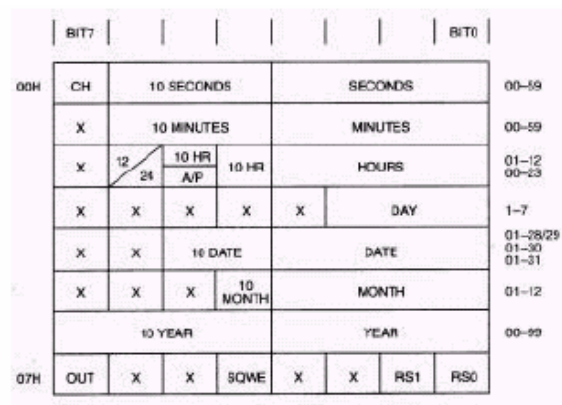 BIT7 BIT0
00H CH 10 SECONDS SECONDS 00-59
X 10 MINUTES MINUTES 00-59
X 12/24 10 HR A/P 10 HR HOURS 01-12 00-23
X X X X X DAY 1-7
X X 10 DATE DATE 01-28/29 01-30 01-31
X X X 10 MONTH MONTH 01-12
10 YEAR YEAR 00-99
07H OUT X X SQWE X X RS1 RS0